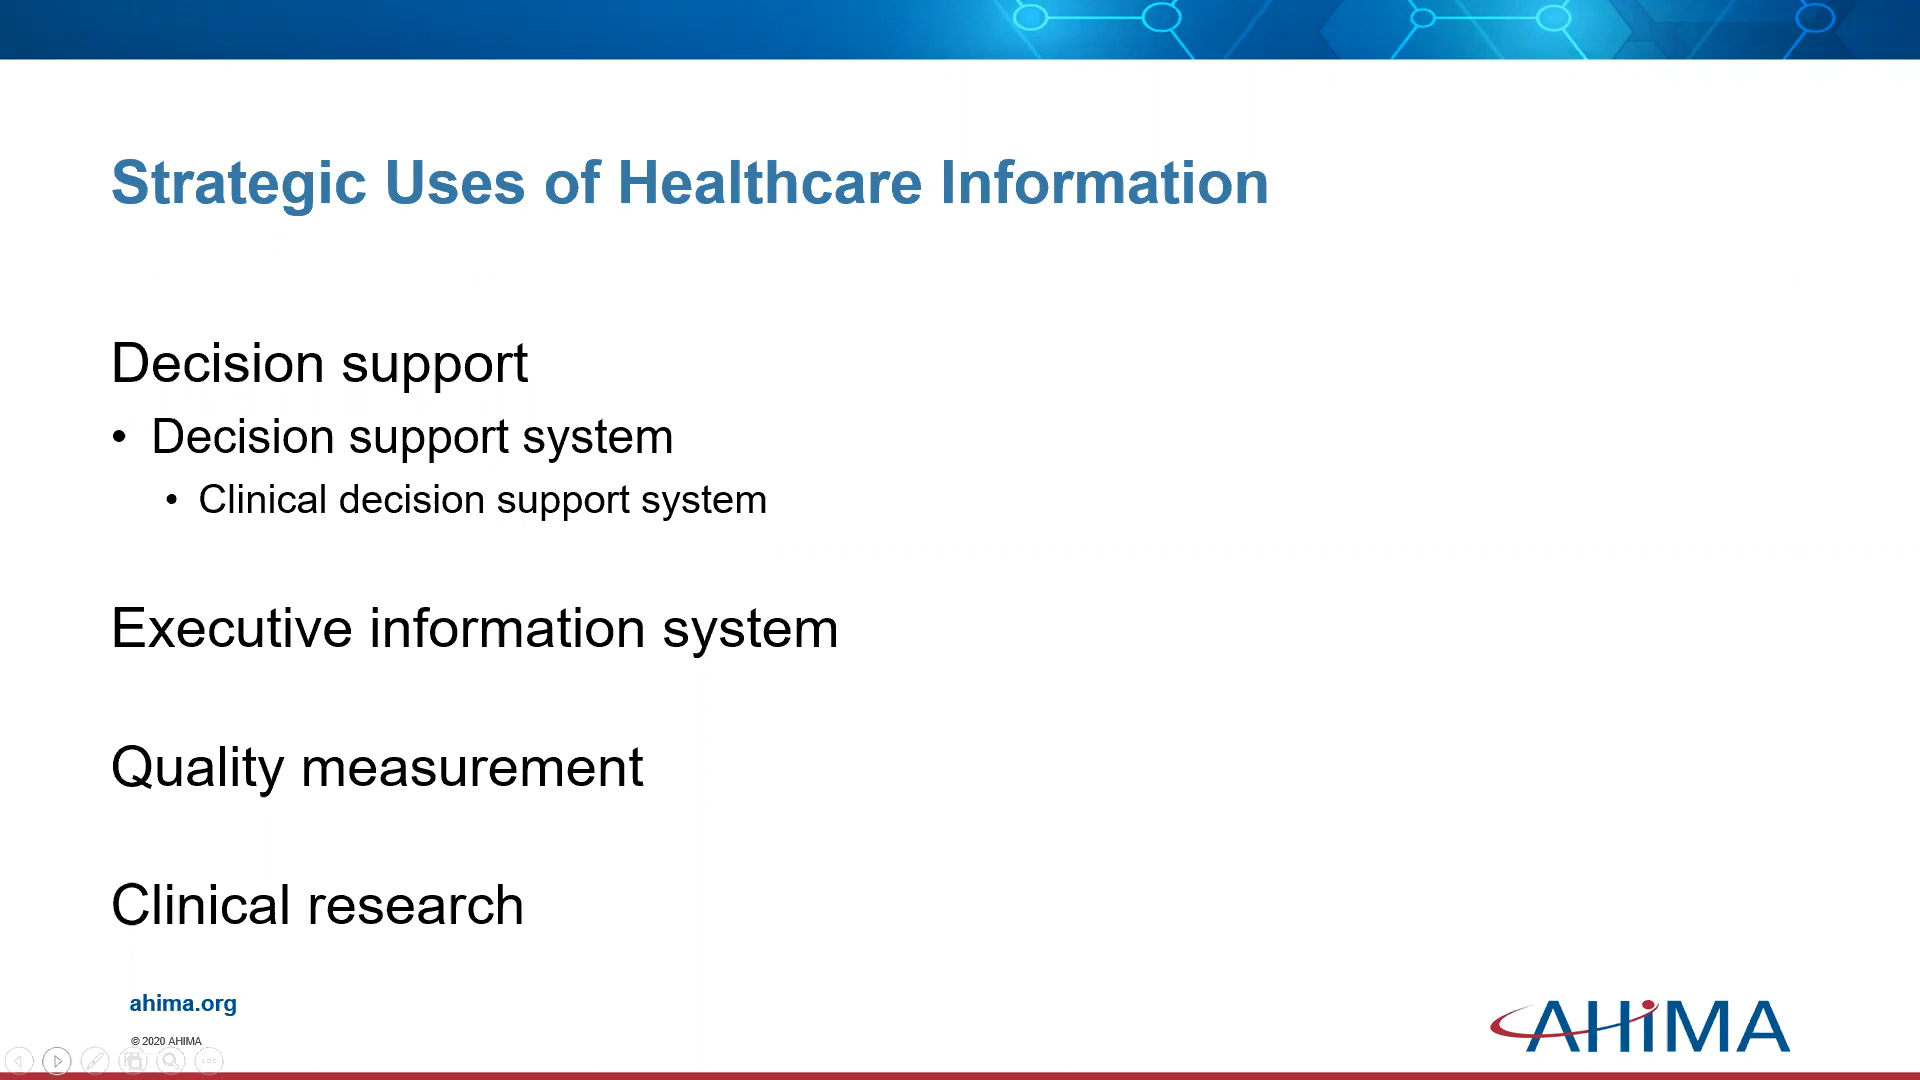 Strategic Uses of Healthcare Information
Decision support
• Decision support system
• Clinical decision support system
Executive information system
Quality measurement
Clinical research
ahima.org
© 2020 AHIMA
AHiMA